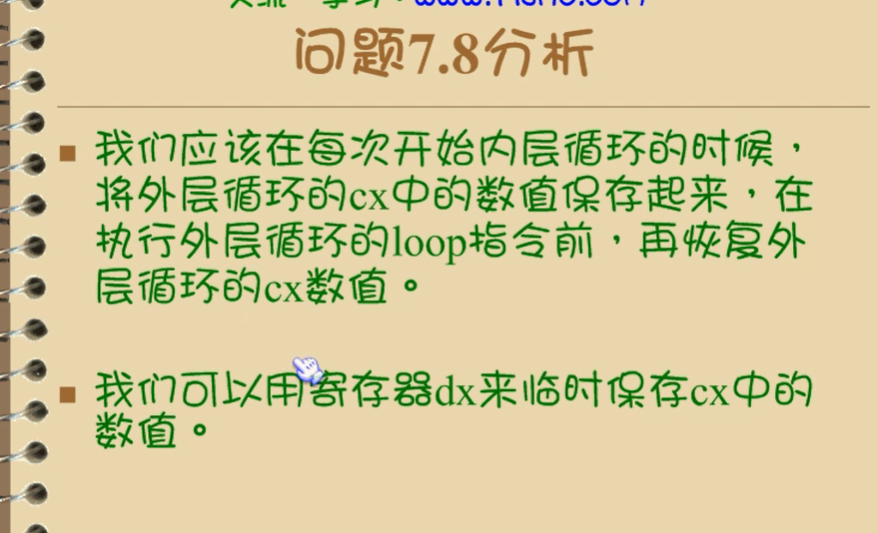 问题7.8分析
我们应该在每次开始内层循环的时候，
将外层循环的cx中的数值保存起来，在
执行外层循环的loop指令前，再恢复外
层循环的cx数值。
我们可以用寄存器dx来临时保存cx中的
数值。